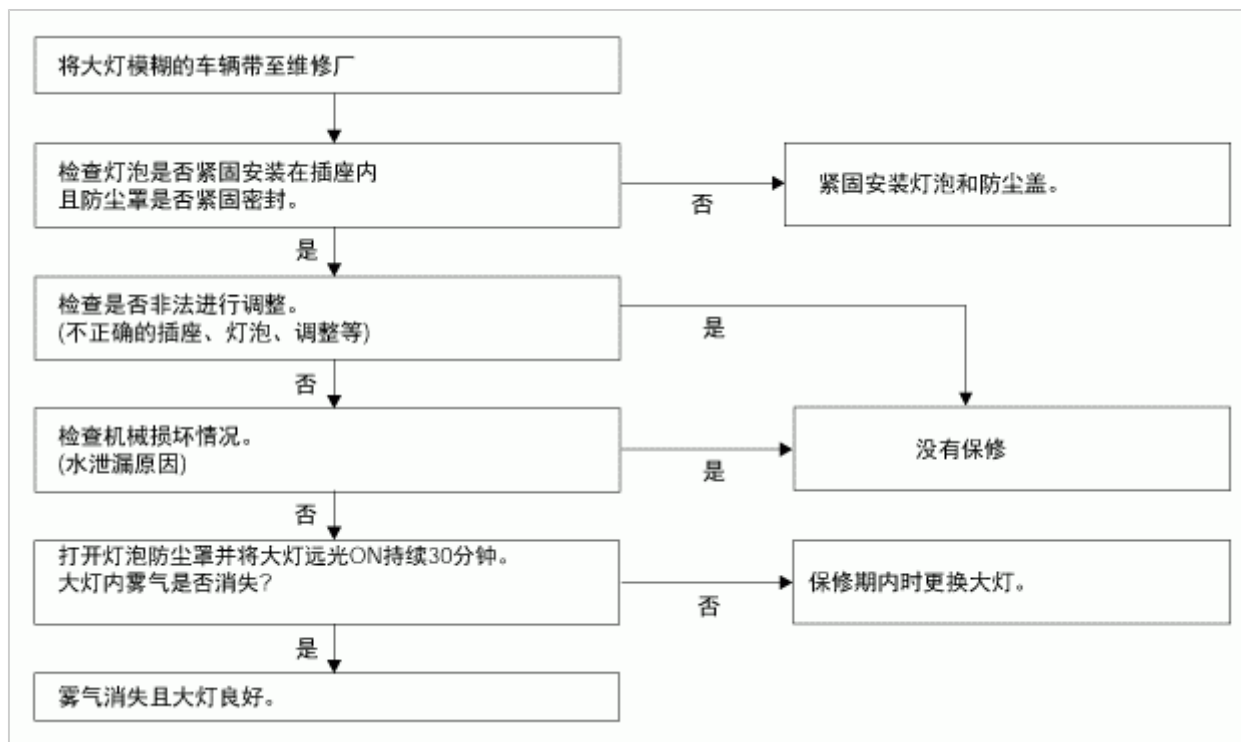 将大灯模糊的车辆带至维修厂
检查灯泡是否紧固安装在插座内
且防尘罩是否紧固密封。
否
紧固安装灯泡和防尘盖。
是
检查是否非法进行调整。
(不正确的插座、灯泡、调整等)
是
否
检查机械损坏情况。
(水泄漏原因)
是
没有保修
否
打开灯泡防尘罩并将大灯远光ON持续30分钟。
大灯内雾气是否消失?
否
保修期内时更换大灯。
是
雾气消失且大灯良好。